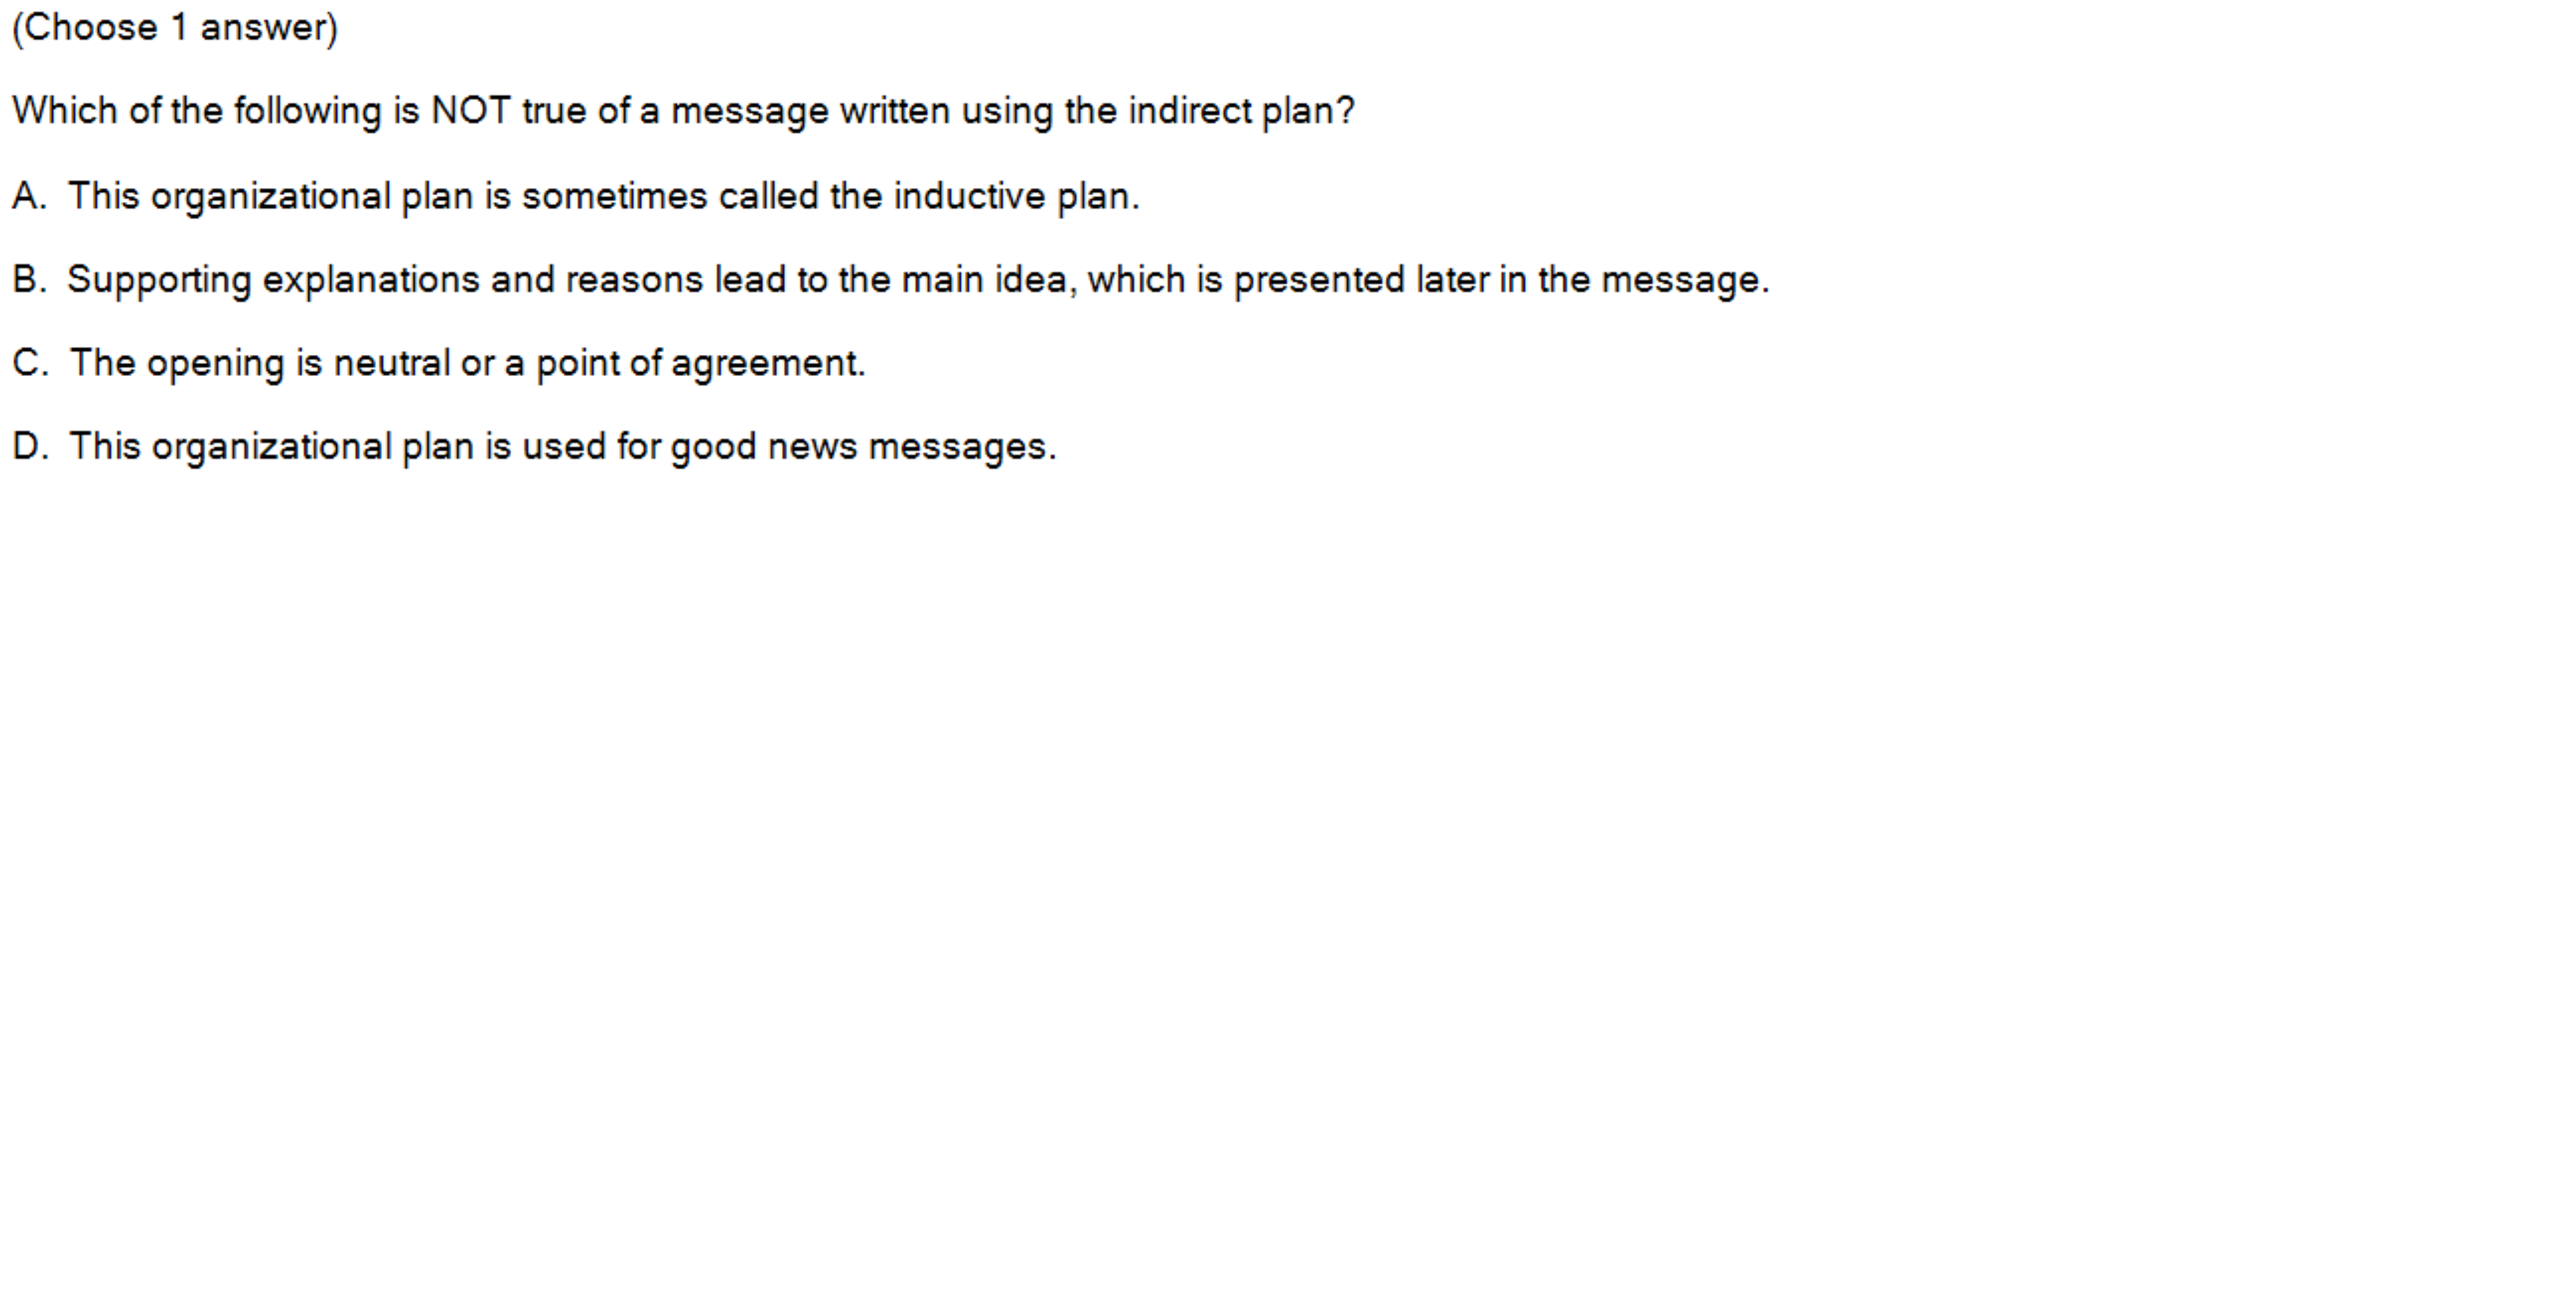 (Choose 1 answer)
Which of the following is NOT true of a message written using the indirect plan?
A. This organizational plan is sometimes called the inductive plan.
B. Supporting explanations and reasons lead to the main idea, which is presented later in the message.
C. The opening is neutral or a point of agreement.
D. This organizational plan is used for good news messages.